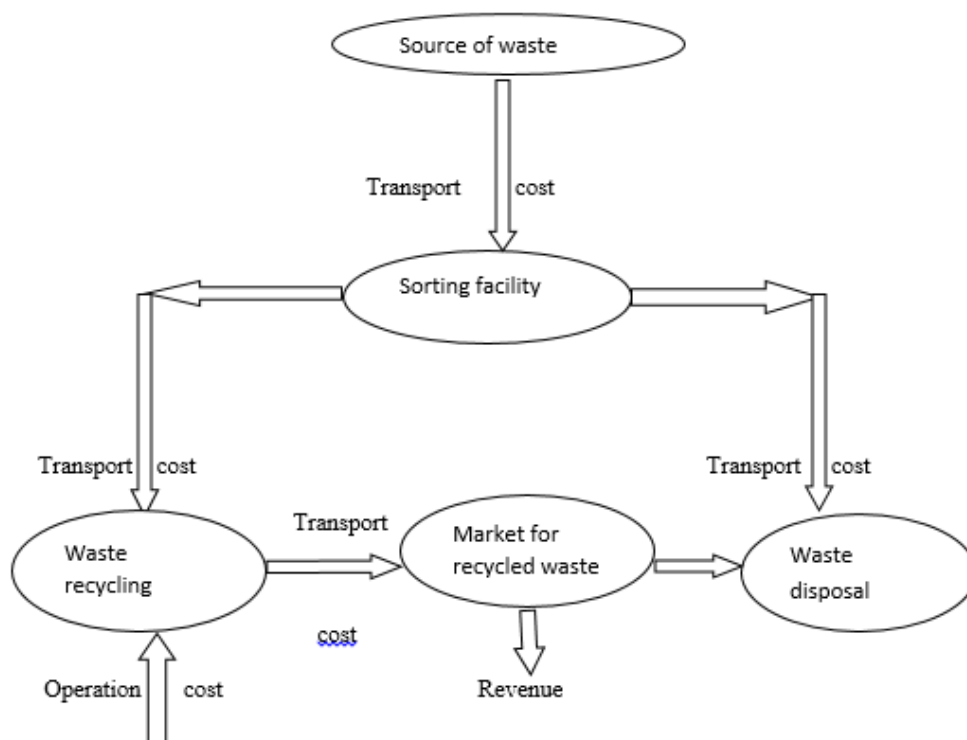 Source of waste
Transport cost
Sorting facility
Transport cost
Transport cost
Waste
recycling
Transport
cost
Market for
recycled waste
Waste
disposal
Operation cost
Revenue